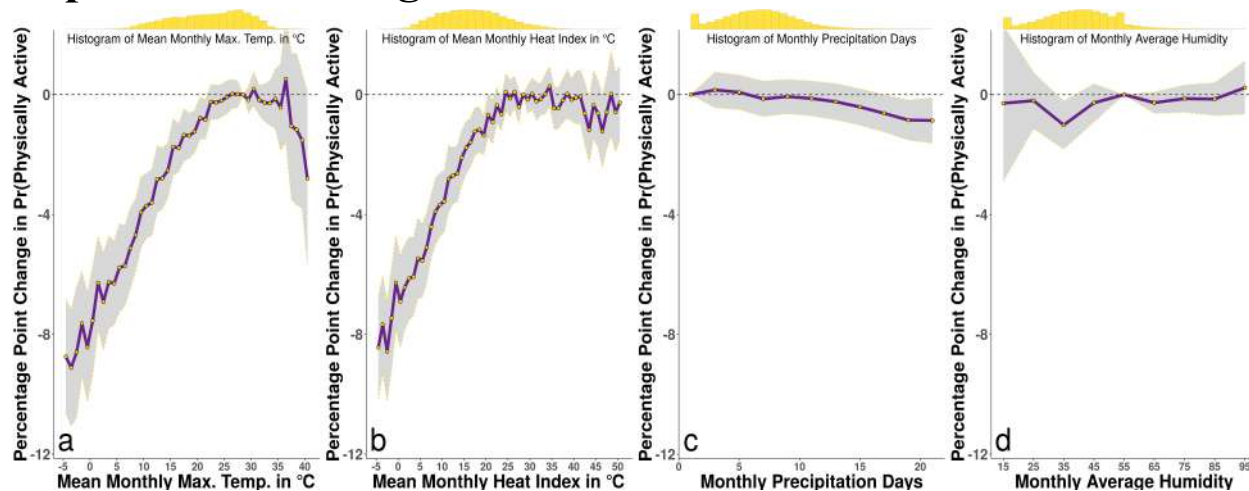 Histogram of Mean Monthly Max. Temp. in °C
Percentage Point Change in Pr(Physically Active)
0
-4
-8
-12
a
-5 0 5 10 15 20 25 30 35 40
Mean Monthly Max. Temp. in °C
Histogram of Mean Monthly Heat Index in °C
Percentage Point Change in Pr(Physically Active)
0
-4
-8
-12
b
-5 0 5 10 15 20 25 30 35 40 45 50
Mean Monthly Heat Index in °C
Histogram of Monthly Precipitation Days
Percentage Point Change in Pr(Physically Active)
0
-4
-8
-12
c
0 5 10 15 20
Monthly Precipitation Days
Histogram of Monthly Average Humidity
Percentage Point Change in Pr(Physically Active)
0
-4
-8
-12
d
15 25 35 45 55 65 75 85 95
Monthly Average Humidity